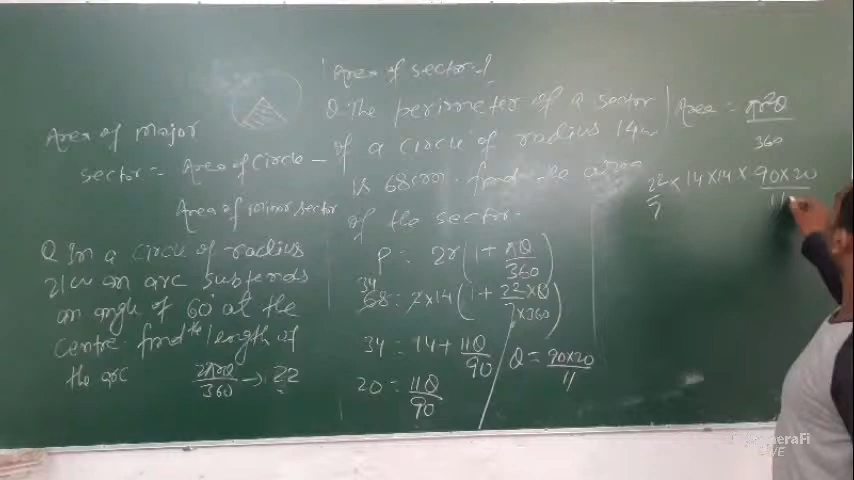 Area of sector:-
Area of major
sector:- Area of Circle -
Area of minor sector
Q In a circle of radius
21cm an arc subtends
an angle of 60° at the
centre. find the length of
the arc 2πrθ/360 → 22
Q. The perimeter of a sector
of a circle of radius 14cm
is 68cm. find the area
of the sector.
P = 2r(1 + πθ/360)
34
68 = 2×14(1 + 22×θ/7×360)
34 = 14 + 11θ/90
20 = 11θ/90
θ = 90×20/11
Area = πr²θ/360
22/7 × 14×14 × 90×20/11